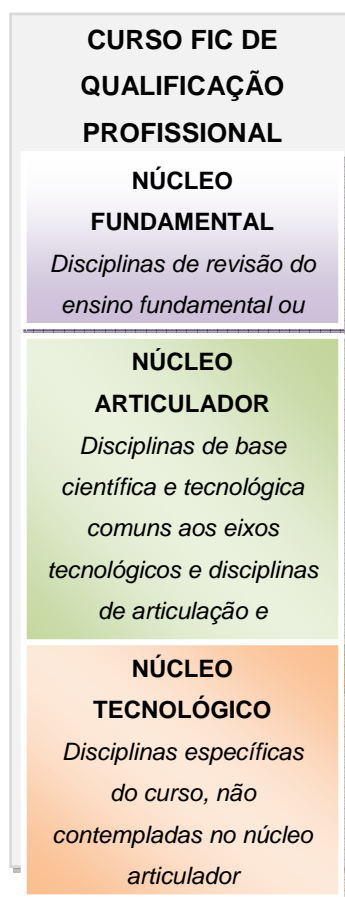 CURSO FIC DE
QUALIFICAÇÃO
PROFISSIONAL
NÚCLEO
FUNDAMENTAL
Disciplinas de revisão do
ensino fundamental ou
NÚCLEO
ARTICULADOR
Disciplinas de base
científica e tecnológica
comuns aos eixos
tecnológicos e disciplinas
de articulação e
NÚCLEO
TECNOLÓGICO
Disciplinas específicas
do curso, não
contempladas no núcleo
articulador